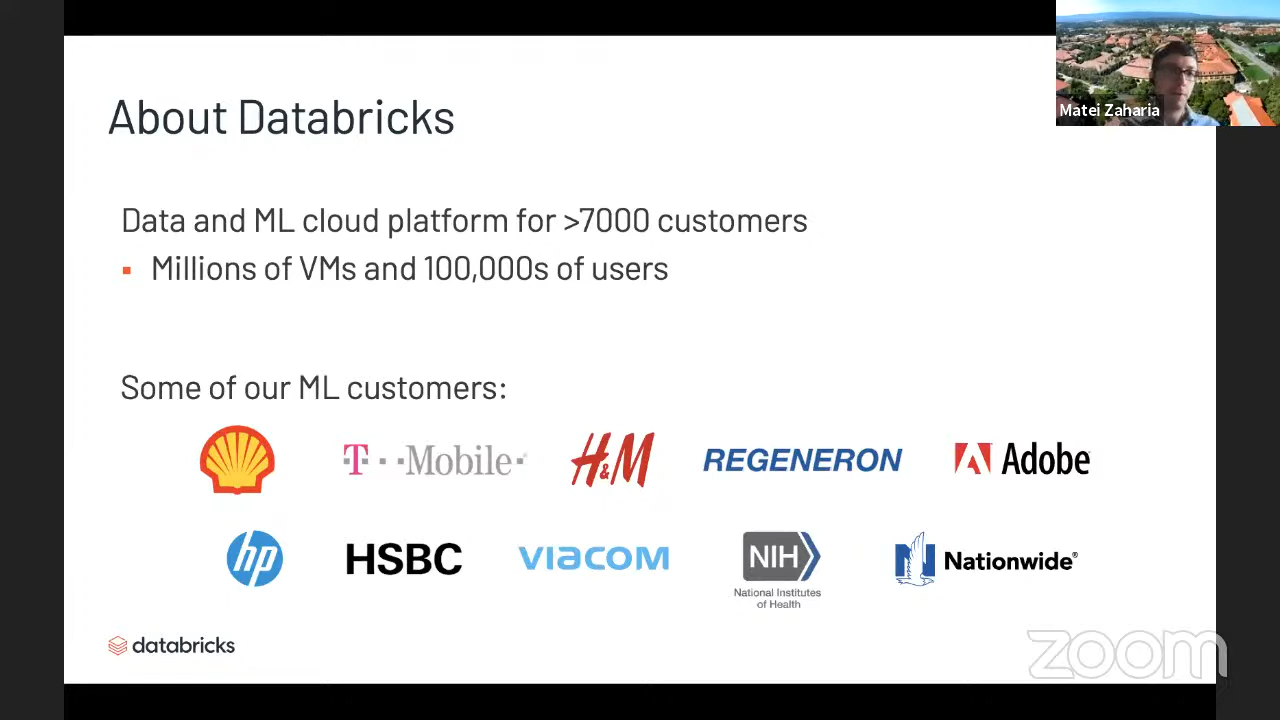 About Databricks
Matei Zaharia
Data and ML cloud platform for >7000 customers
Millions of VMs and 100,000s of users
Some of our ML customers:
T··Mobile·
H&M
REGENERON
Adobe
hp
HSBC
VIACOM
NIH
National Institutes
of Health
Nationwide®
databricks
zoom